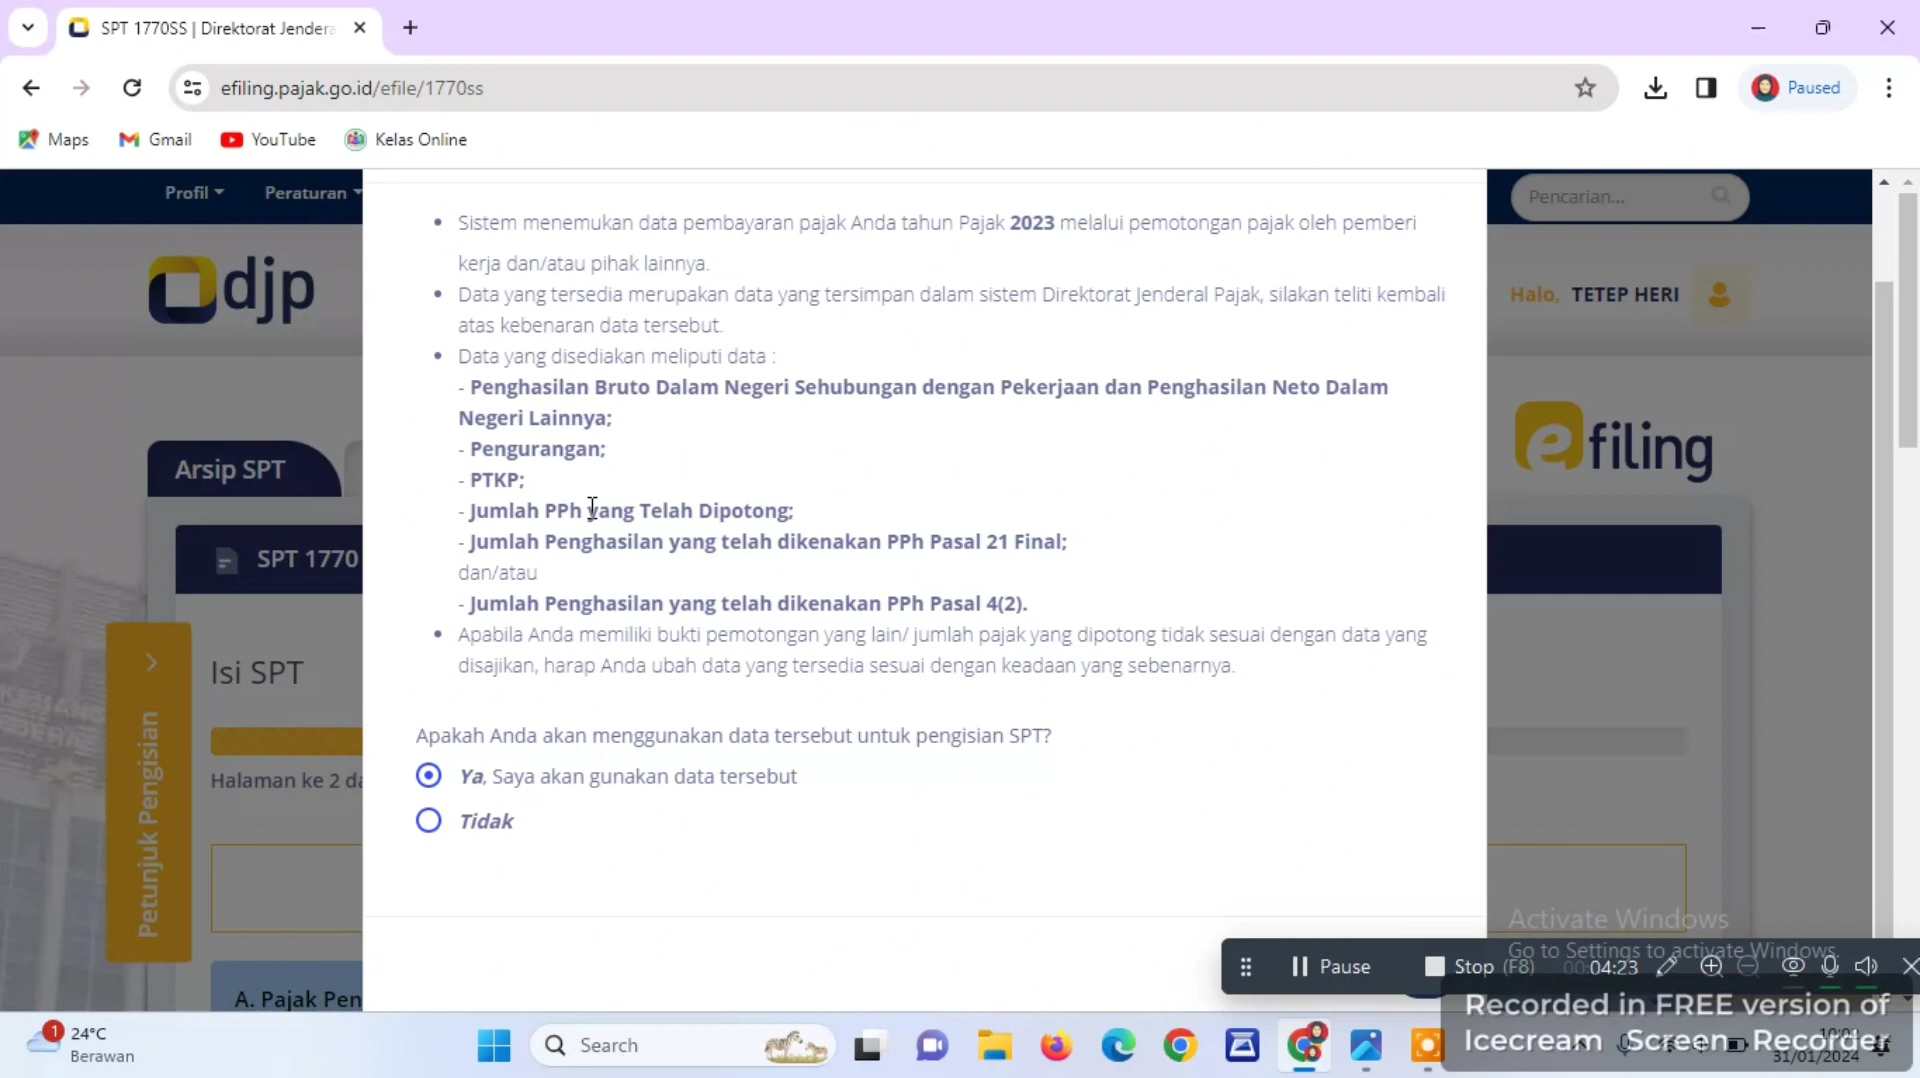 SPT 1770SS | Direktorat Jendera
efiling.pajak.go.id/efile/1770ss
Paused
Maps
Gmail
YouTube
Kelas Online
Profil
Peraturan
Pencarian...
djp
Halo, TETEP HERI
Sistem menemukan data pembayaran pajak Anda tahun Pajak 2023 melalui pemotongan pajak oleh pemberi
kerja dan/atau pihak lainnya.
Data yang tersedia merupakan data yang tersimpan dalam sistem Direktorat Jenderal Pajak, silakan teliti kembali
atas kebenaran data tersebut.
Data yang disediakan meliputi data :
- Penghasilan Bruto Dalam Negeri Sehubungan dengan Pekerjaan dan Penghasilan Neto Dalam
Negeri Lainnya;
- Pengurangan;
- PTKP;
- Jumlah PPh yang Telah Dipotong;
- Jumlah Penghasilan yang telah dikenakan PPh Pasal 21 Final;
dan/atau
- Jumlah Penghasilan yang telah dikenakan PPh Pasal 4(2).
Apabila Anda memiliki bukti pemotongan yang lain/ jumlah pajak yang dipotong tidak sesuai dengan data yang
disajikan, harap Anda ubah data yang tersedia sesuai dengan keadaan yang sebenarnya.
Apakah Anda akan menggunakan data tersebut untuk pengisian SPT?
Ya, Saya akan gunakan data tersebut
Tidak
efiling
Arsip SPT
SPT 1770
Isi SPT
Halaman ke 2 da
Petunjuk Pengisian
A. Pajak Pen
Activate Windows
Go to Settings to activate Windows.
Pause
Stop (F8)
04:23
Recorded in FREE version of
Icecream Screen Recorder
1
24°C
Berawan
Search
31/01/2024